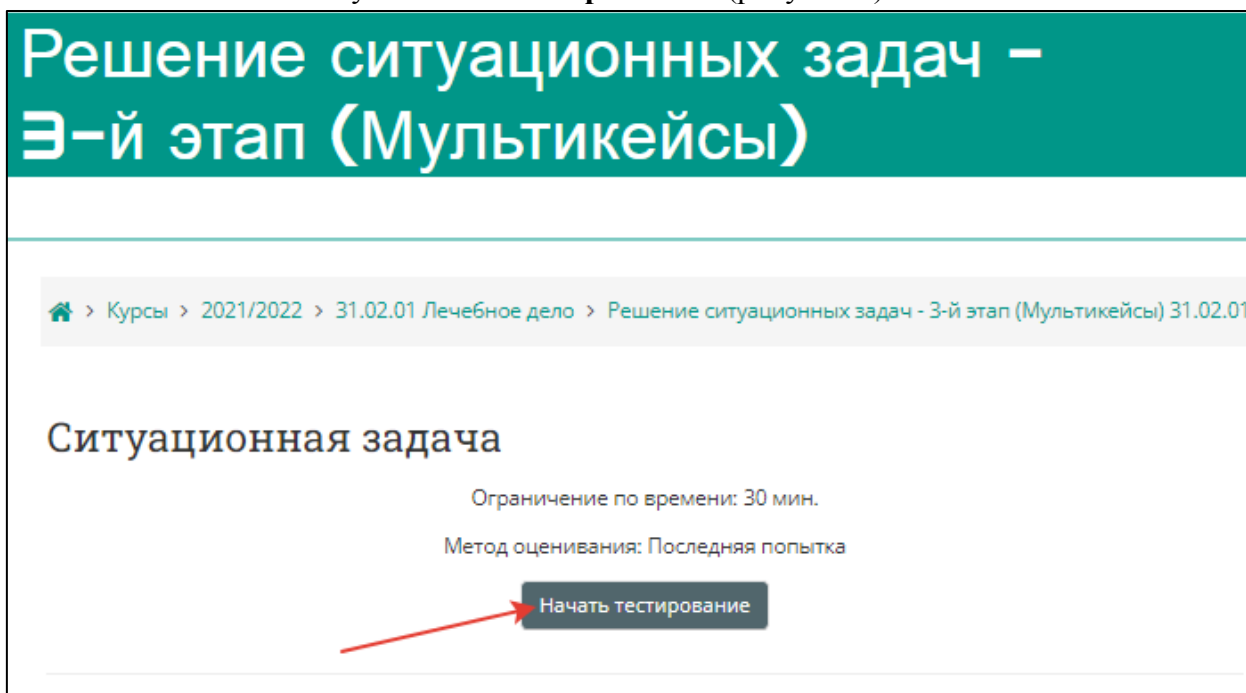 Решение ситуационных задач -
3-й этап (Мультикейсы)
> Курсы > 2021/2022 > 31.02.01 Лечебное дело > Решение ситуационных задач - 3-й этап (Мультикейсы) 31.02.01
Ситуационная задача
Ограничение по времени: 30 мин.
Метод оценивания: Последняя попытка
Начать тестирование